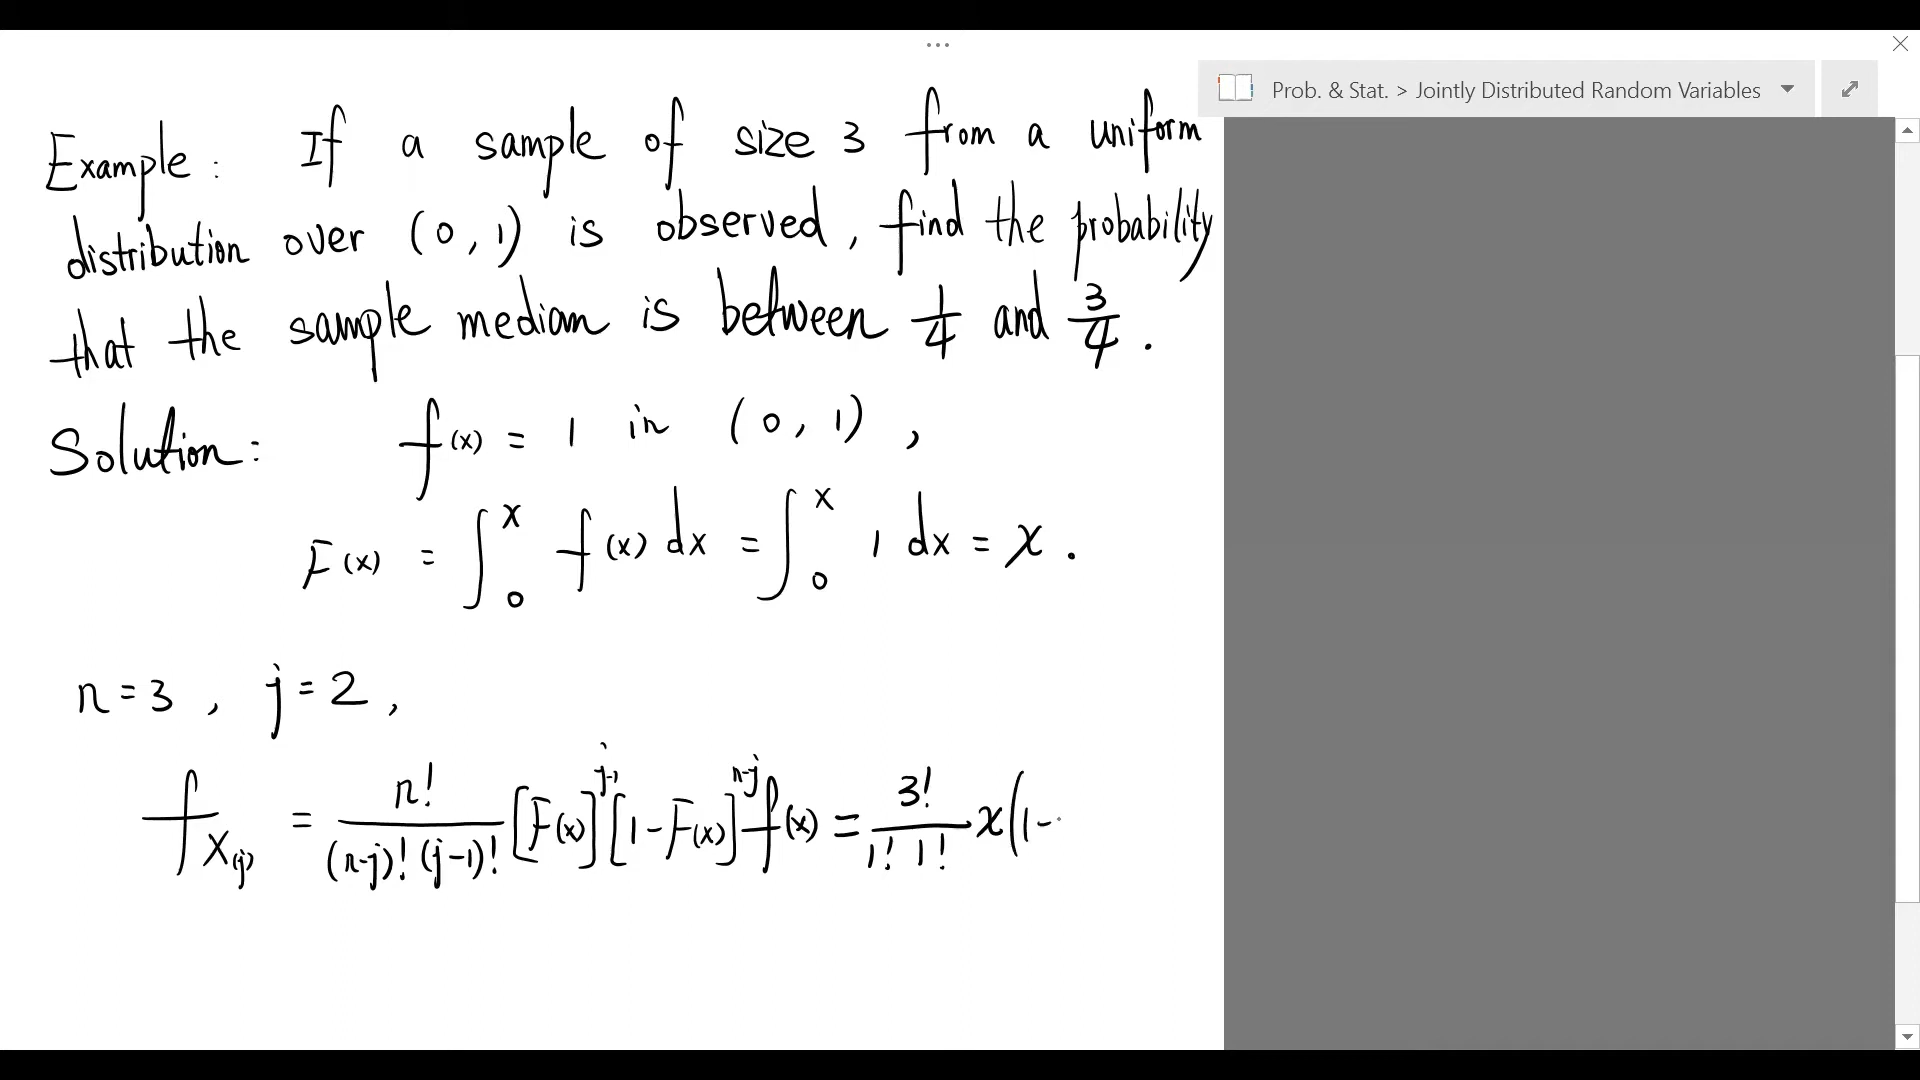 ...
Prob. & Stat. > Jointly Distributed Random Variables
Example: If a sample of size 3 from a uniform
distribution over (0, 1) is observed, find the probability
that the sample median is between 1/4 and 3/4.
Solution: f(x) = 1 in (0, 1),
F(x) = ∫₀ˣ f(x) dx = ∫₀ˣ 1 dx = x.
n = 3, j = 2,
f_X₍ⱼ₎ = n!/((n-j)! (j-1)!) [F(x)]^(j-1) [1-F(x)]^(n-j) f(x) = 3!/(1! 1!) x(1-